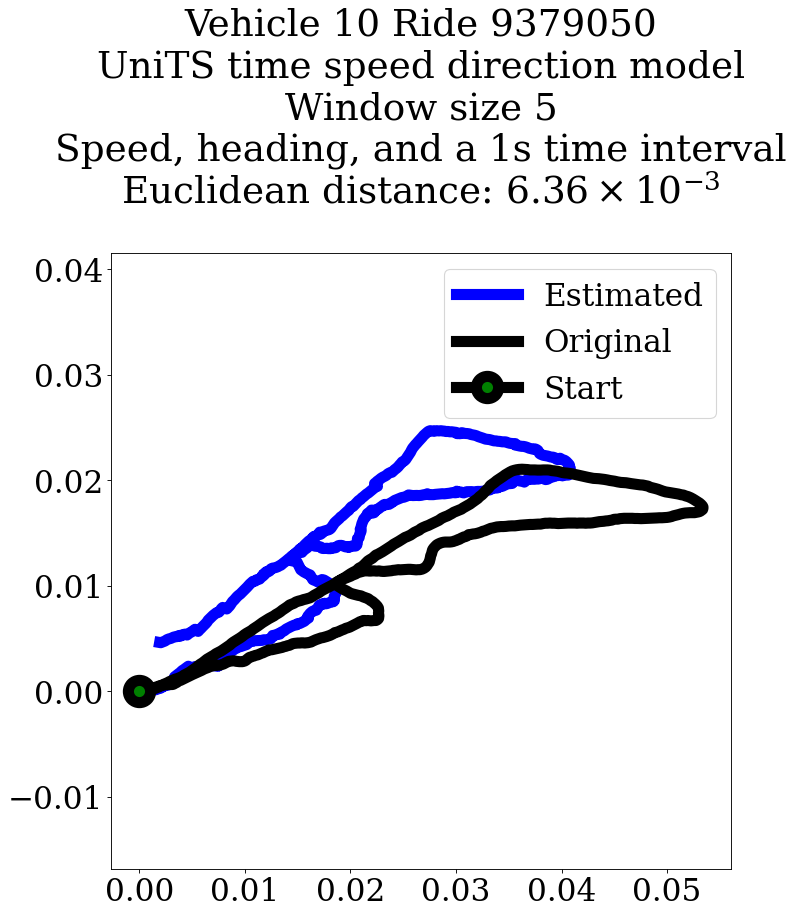 Vehicle 10 Ride 9379050
UniTS time speed direction model
Window size 5
Speed, heading, and a 1s time interval
Euclidean distance: 6.36 × 10⁻³
Estimated
Original
Start
0.04
0.03
0.02
0.01
0.00
−0.01
0.00 0.01 0.02 0.03 0.04 0.05